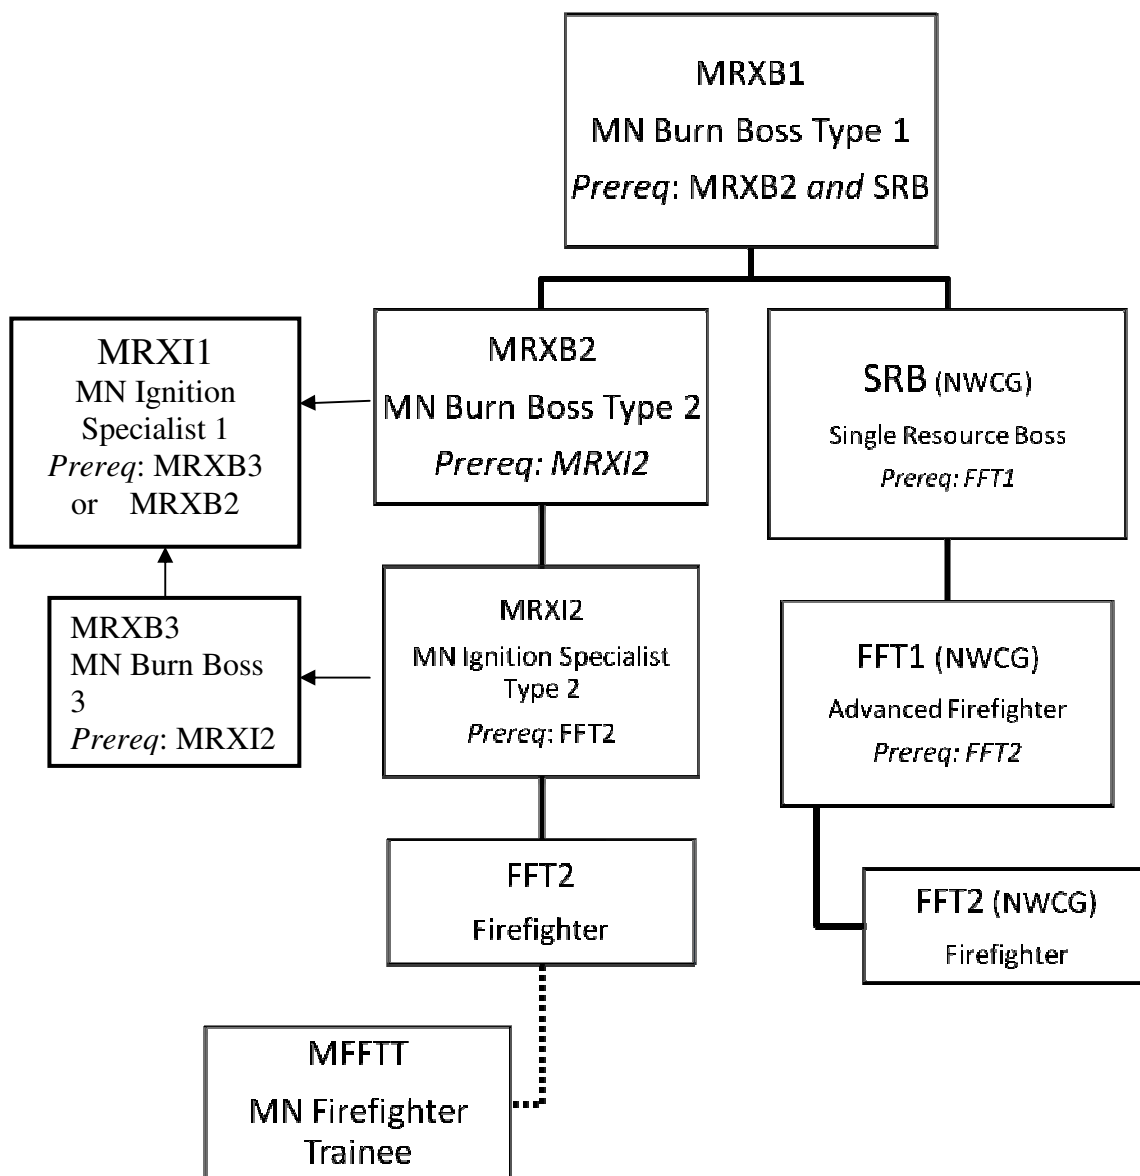 MRXB1
MN Burn Boss Type 1
Prereq: MRXB2 and SRB
MRXI1
MN Ignition
Specialist 1
Prereq: MRXB3
or MRXB2
MRXB2
MN Burn Boss Type 2
Prereq: MRXI2
SRB (NWCG)
Single Resource Boss
Prereq: FFT1
MRXB3
MN Burn Boss
3
Prereq: MRXI2
MRXI2
MN Ignition Specialist
Type 2
Prereq: FFT2
FFT1 (NWCG)
Advanced Firefighter
Prereq: FFT2
FFT2
Firefighter
FFT2 (NWCG)
Firefighter
MFFTT
MN Firefighter
Trainee